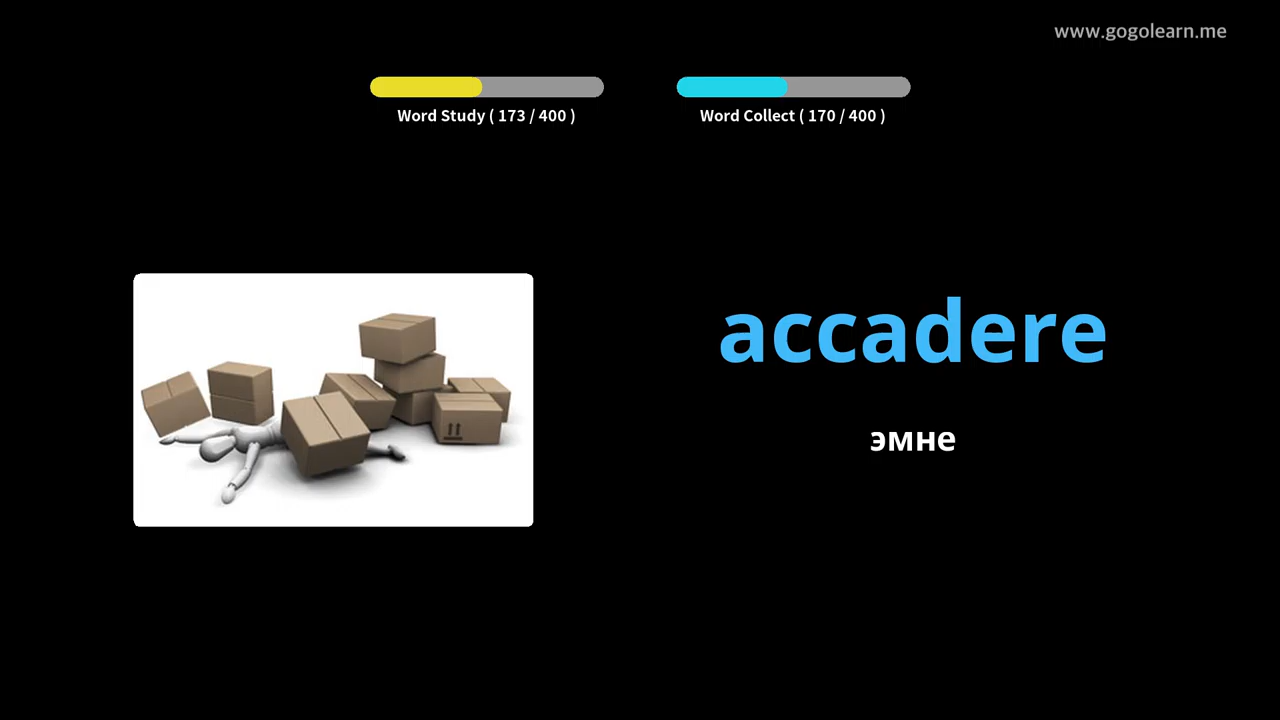 www.gogolearn.me
Word Study ( 173 / 400 )
Word Collect ( 170 / 400 )
accadere
эмне